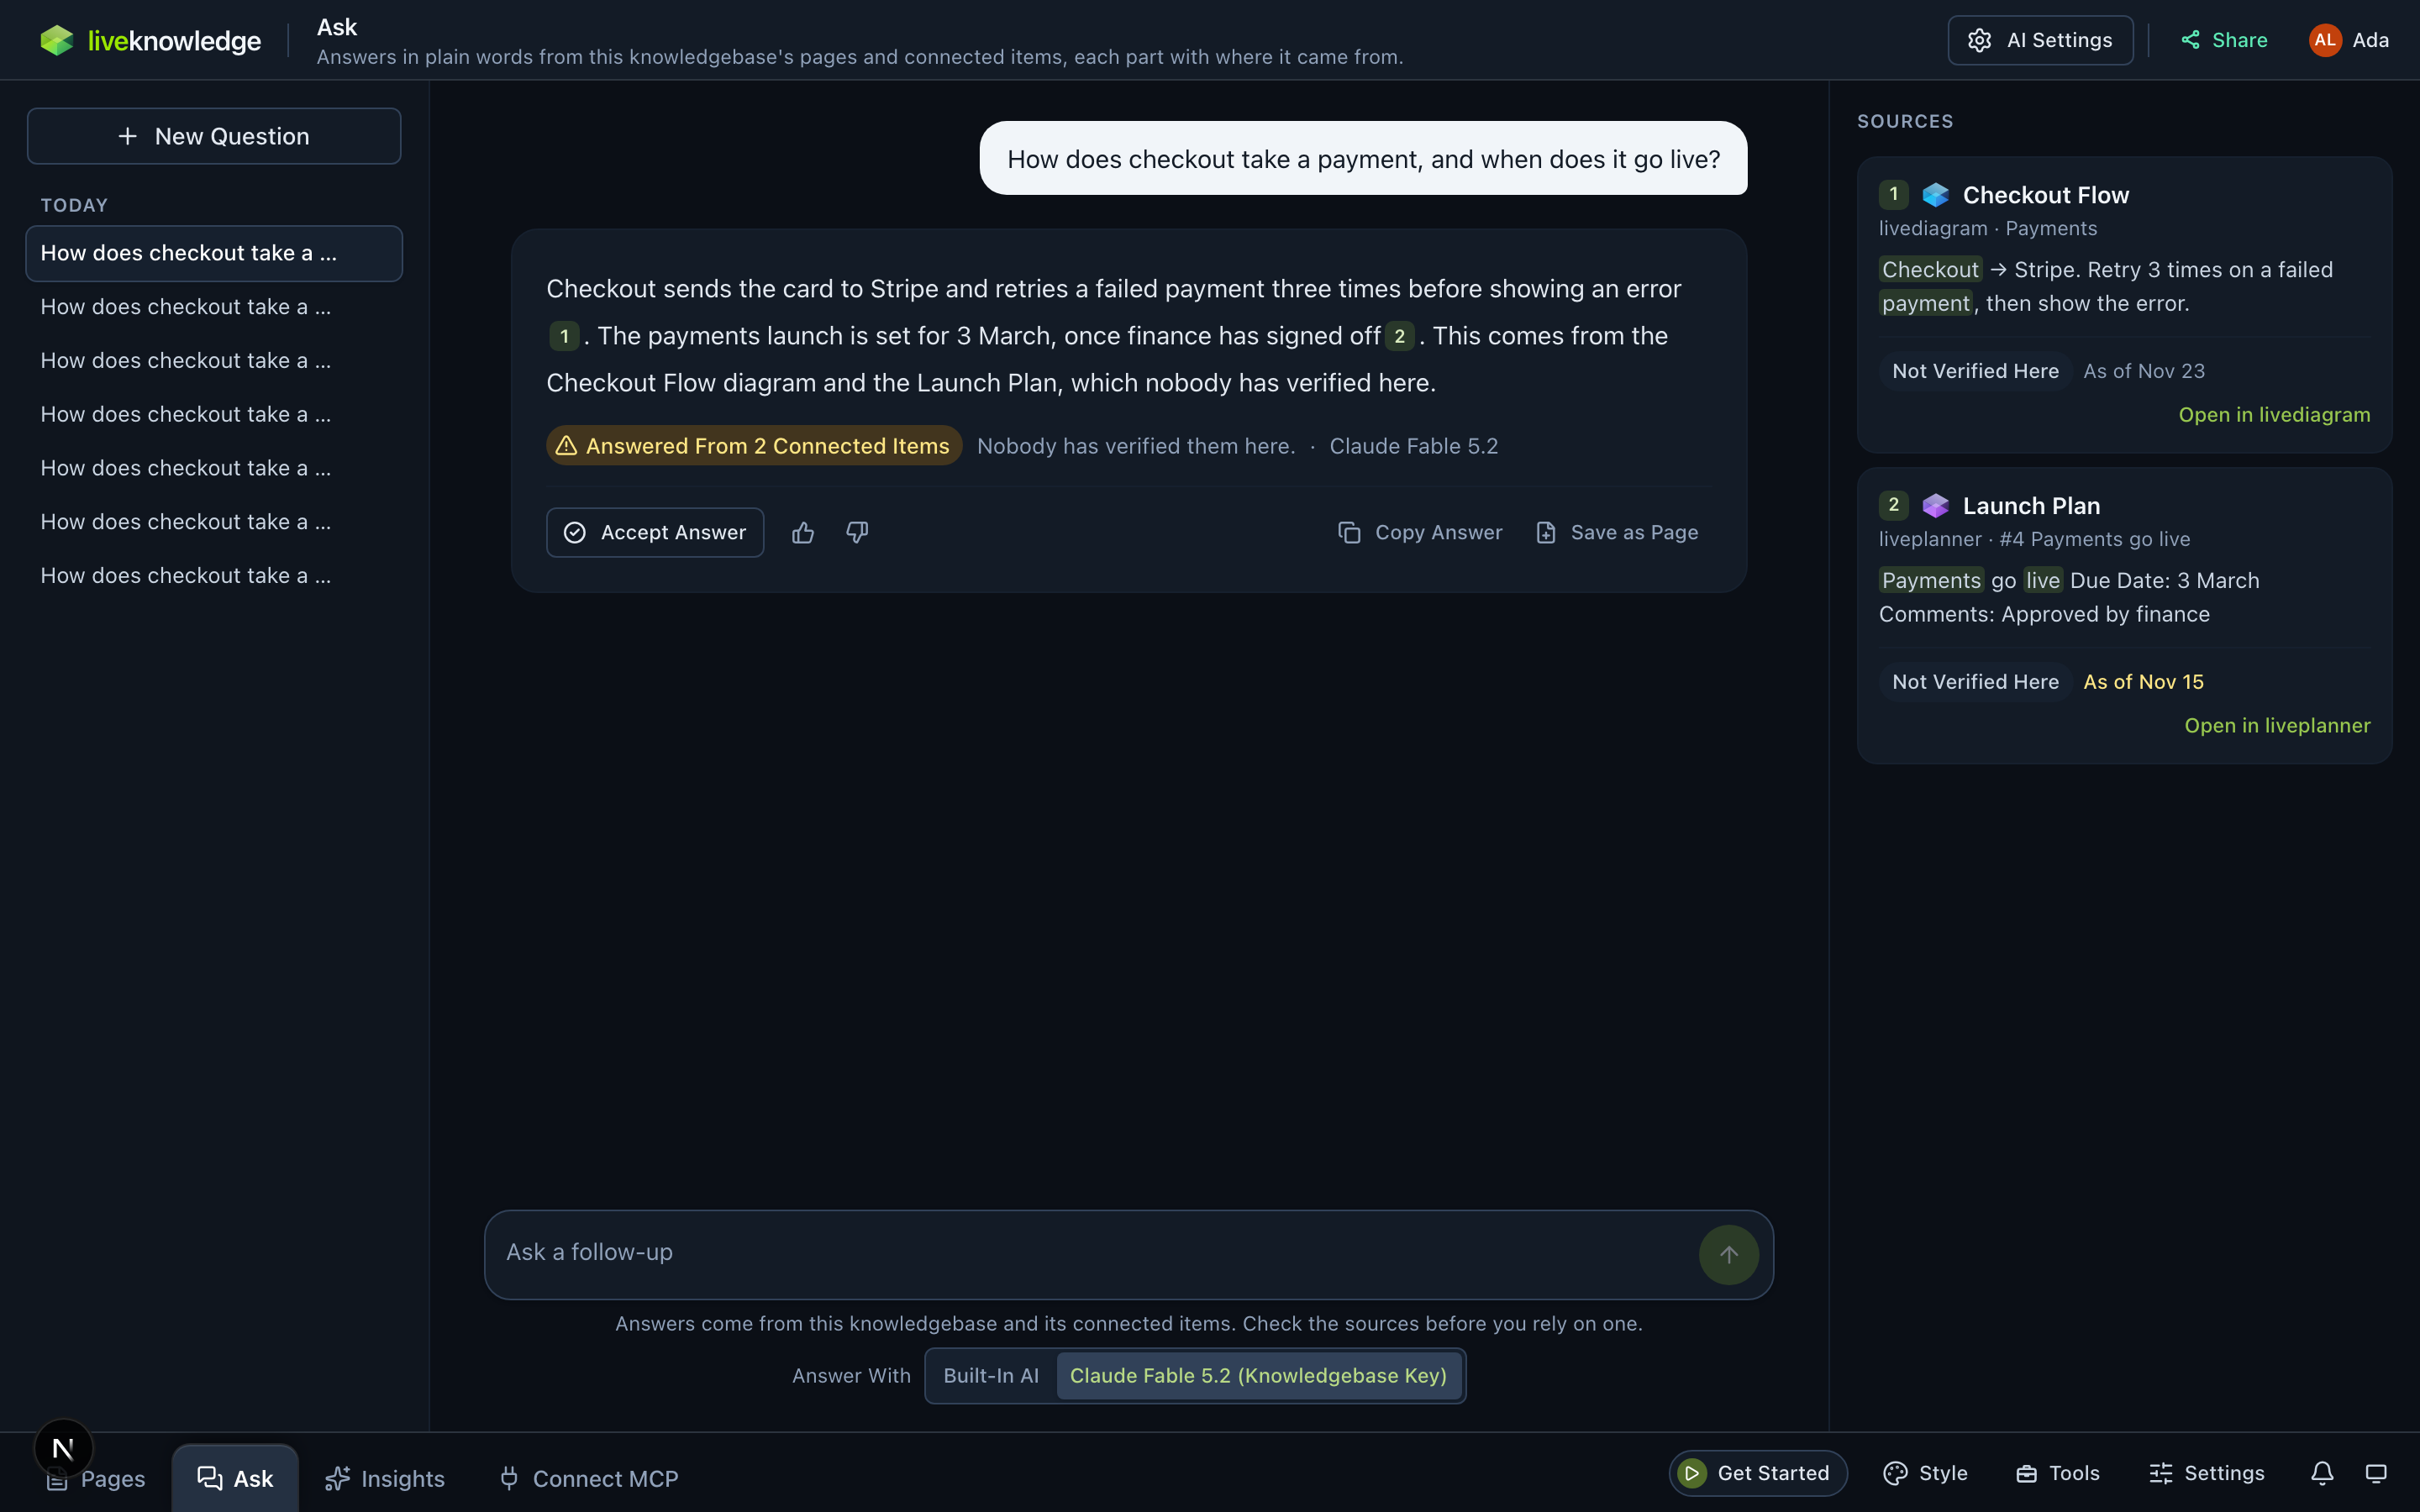 liveknowledge
Ask
Answers in plain words from this knowledgebase's pages and connected items, each part with where it came from.
AI Settings
Share
AL
Ada
New Question
TODAY
How does checkout take a ...
How does checkout take a ...
How does checkout take a ...
How does checkout take a ...
How does checkout take a ...
How does checkout take a ...
How does checkout take a ...
How does checkout take a payment, and when does it go live?
Checkout sends the card to Stripe and retries a failed payment three times before showing an error
1 . The payments launch is set for 3 March, once finance has signed off 2 . This comes from the
Checkout Flow diagram and the Launch Plan, which nobody has verified here.
Answered From 2 Connected Items Nobody has verified them here. · Claude Fable 5.2
Accept Answer
Copy Answer
Save as Page
SOURCES
1 Checkout Flow
livediagram · Payments
Checkout → Stripe. Retry 3 times on a failed
payment, then show the error.
Not Verified Here As of Nov 23
Open in livediagram
2 Launch Plan
liveplanner · #4 Payments go live
Payments go live Due Date: 3 March
Comments: Approved by finance
Not Verified Here As of Nov 15
Open in liveplanner
Ask a follow-up
Answers come from this knowledgebase and its connected items. Check the sources before you rely on one.
Answer With Built-In AI Claude Fable 5.2 (Knowledgebase Key)
N
Pages
Ask
Insights
Connect MCP
Get Started
Style
Tools
Settings